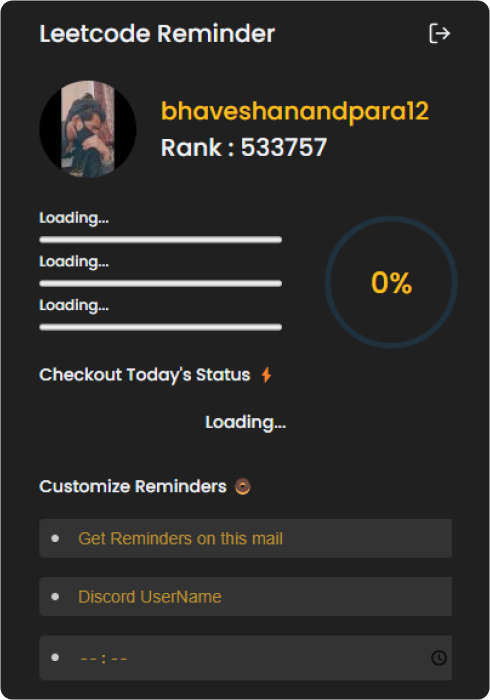 Leetcode Reminder
bhaveshanandpara12
Rank : 533757
Loading...
Loading...
Loading...
0%
Checkout Today's Status
Loading...
Customize Reminders
Get Reminders on this mail
Discord UserName
--:--